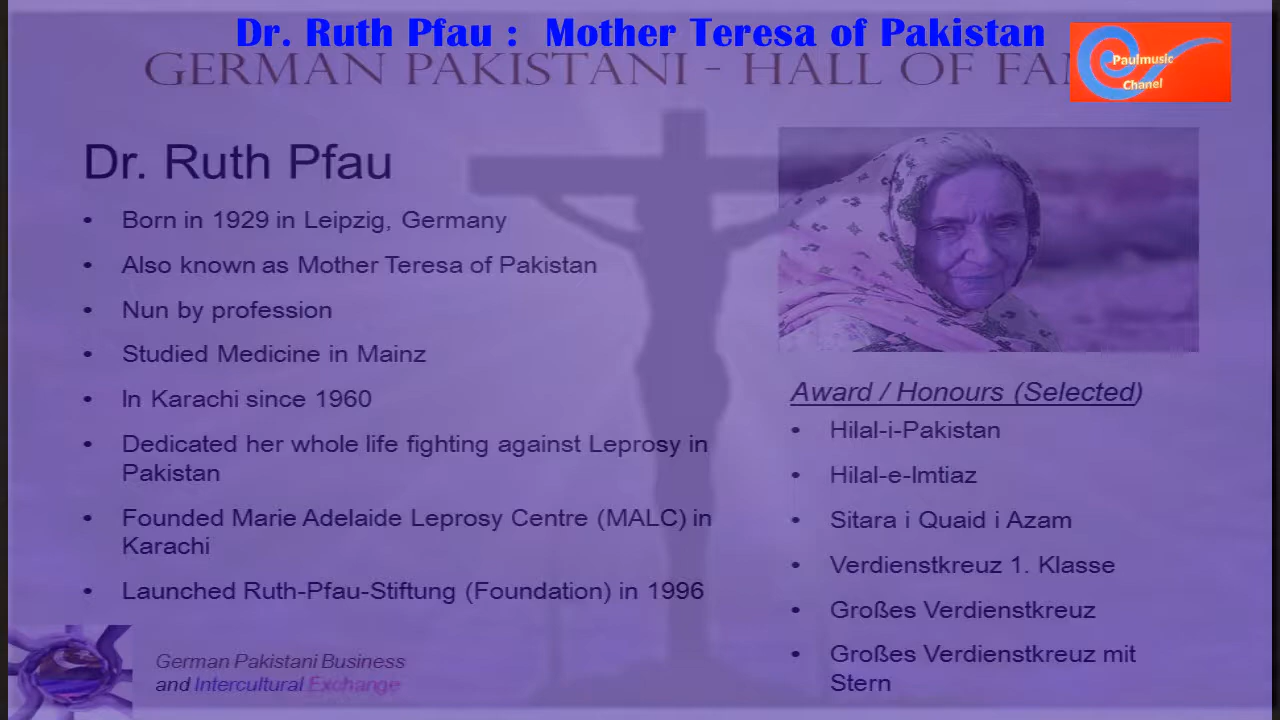 Dr. Ruth Pfau : Mother Teresa of Pakistan
GERMAN PAKISTANI - HALL OF
Paulmusic
Chanel
Dr. Ruth Pfau
• Born in 1929 in Leipzig, Germany
• Also known as Mother Teresa of Pakistan
• Nun by profession
• Studied Medicine in Mainz
• In Karachi since 1960
• Dedicated her whole life fighting against Leprosy in
Pakistan
• Founded Marie Adelaide Leprosy Centre (MALC) in
Karachi
• Launched Ruth-Pfau-Stiftung (Foundation) in 1996
Award / Honours (Selected)
• Hilal-i-Pakistan
• Hilal-e-Imtiaz
• Sitara i Quaid i Azam
• Verdienstkreuz 1. Klasse
• Großes Verdienstkreuz
• Großes Verdienstkreuz mit
Stern
German Pakistani Business
and Intercultural Exchange